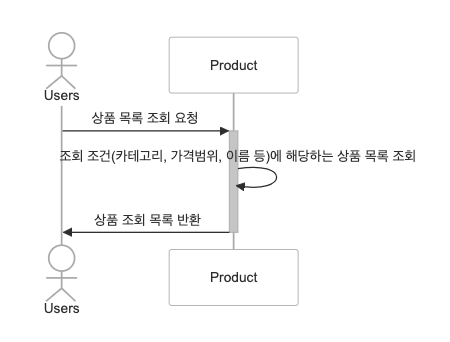 Users
Product
상품 목록 조회 요청
조회 조건(카테고리, 가격범위, 이름 등)에 해당하는 상품 목록 조회
상품 조회 목록 반환
Users
Product